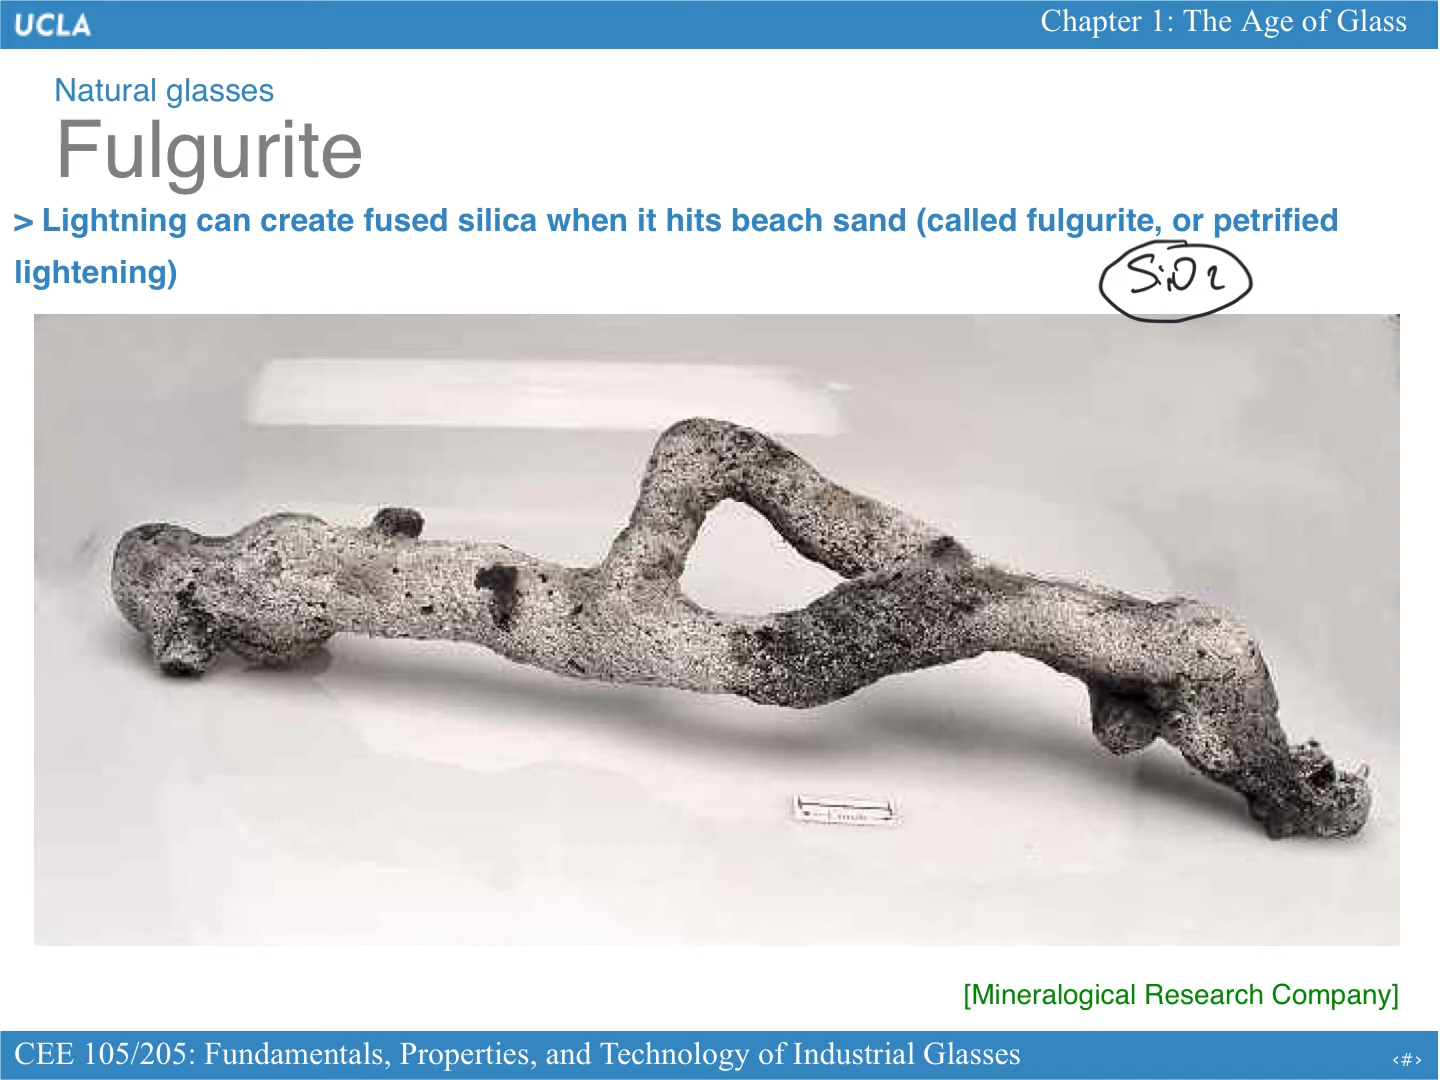 UCLA
Chapter 1: The Age of Glass
Natural glasses
Fulgurite
> Lightning can create fused silica when it hits beach sand (called fulgurite, or petrified
lightening)
SiO2
[Mineralogical Research Company]
CEE 105/205: Fundamentals, Properties, and Technology of Industrial Glasses
‹#›